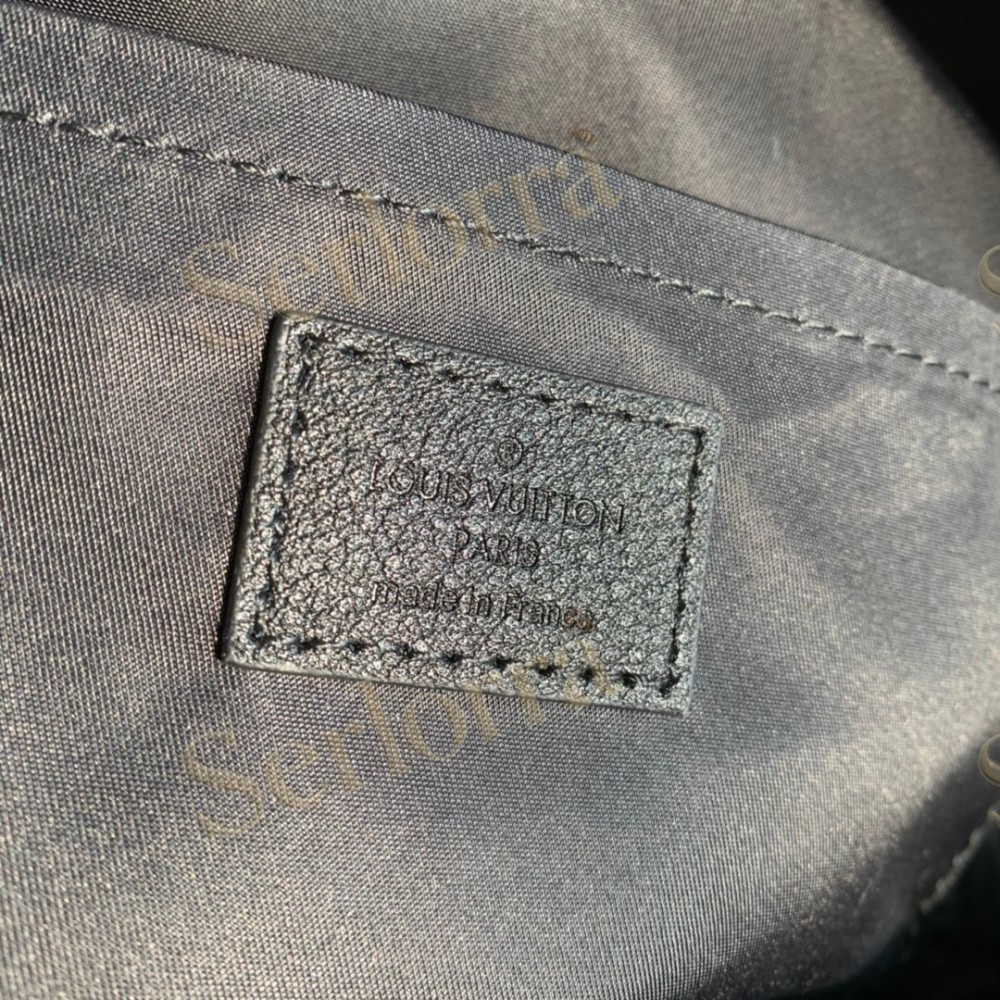 Serlorra
®
LOUIS VUITTON
PARIS
made in France
Serlorra